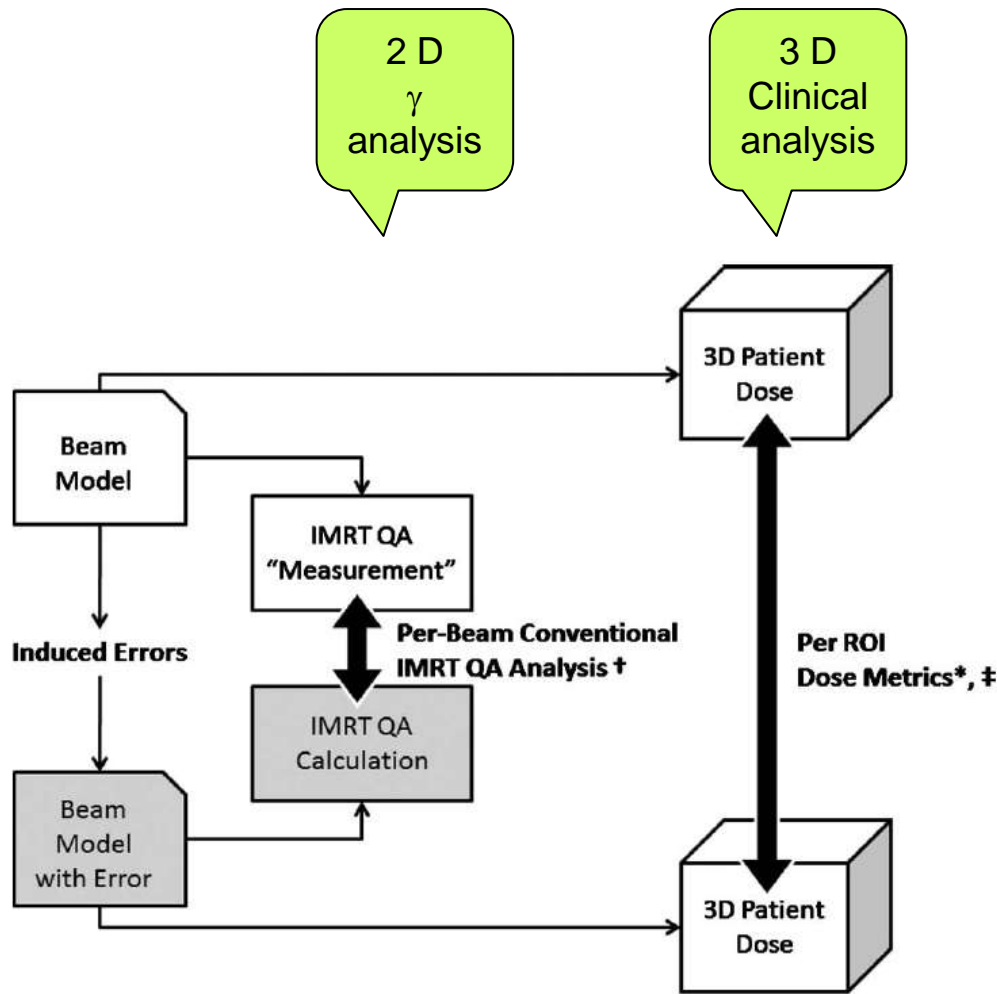 2 D
γ
analysis
3 D
Clinical
analysis
3D Patient
Dose
Beam
Model
IMRT QA
“Measurement”
Induced Errors
Per-Beam Conventional
IMRT QA Analysis †
Per ROI
Dose Metrics*, ‡
IMRT QA
Calculation
Beam
Model
with Error
3D Patient
Dose